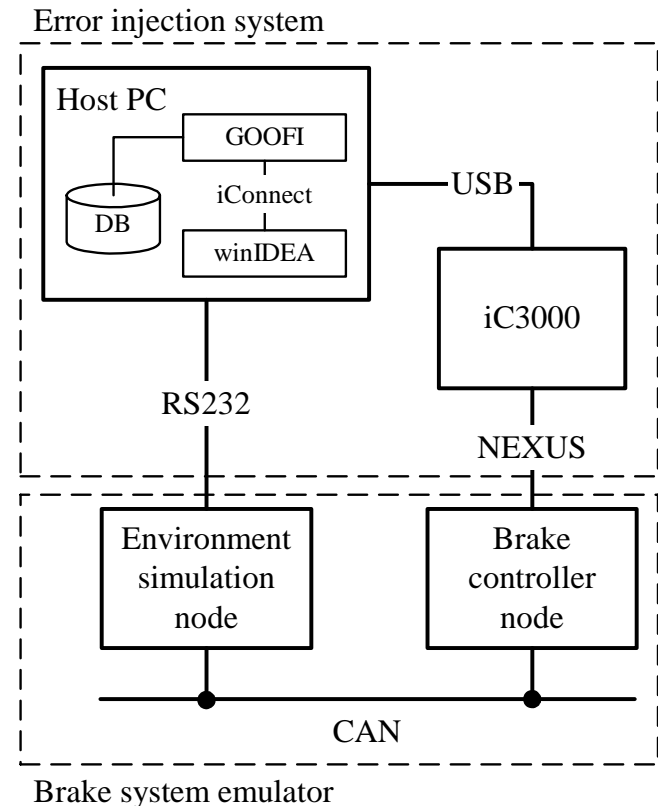 Error injection system
Host PC
GOOFI
iConnect
DB
winIDEA
USB
iC3000
RS232
NEXUS
Environment
simulation
node
Brake
controller
node
CAN
Brake system emulator